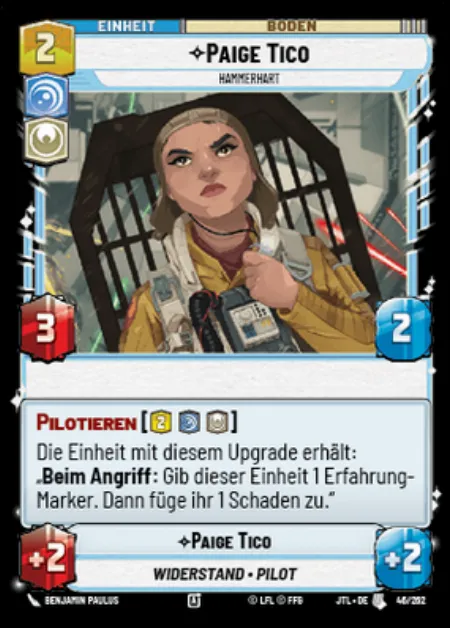 EINHEIT BODEN
2 PAIGE TICO
HAMMERHART
3 2
PILOTIEREN [2]
Die Einheit mit diesem Upgrade erhält:
„Beim Angriff: Gib dieser Einheit 1 Erfahrung-
Marker. Dann füge ihr 1 Schaden zu.“
PAIGE TICO
+2 +2
WIDERSTAND • PILOT
BENJAMIN PAULUS A © LFL © FFG JTL • DE 46/262